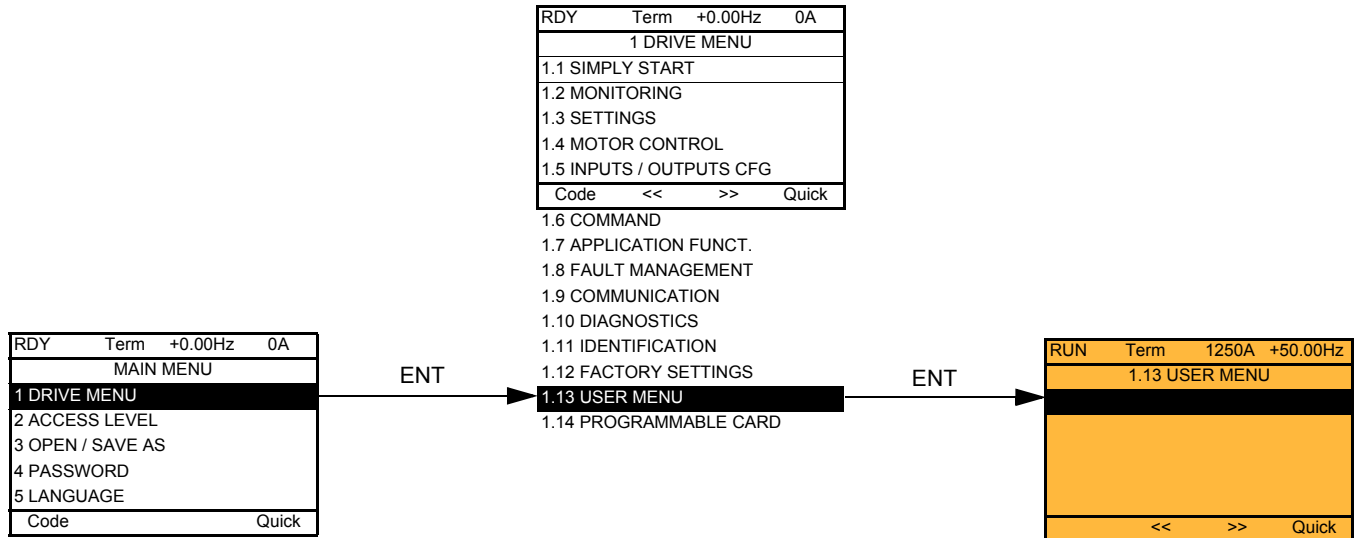 RDY Term +0.00Hz 0A
1 DRIVE MENU
1.1 SIMPLY START
1.2 MONITORING
1.3 SETTINGS
1.4 MOTOR CONTROL
1.5 INPUTS / OUTPUTS CFG
Code << >> Quick
1.6 COMMAND
1.7 APPLICATION FUNCT.
1.8 FAULT MANAGEMENT
1.9 COMMUNICATION
1.10 DIAGNOSTICS
1.11 IDENTIFICATION
1.12 FACTORY SETTINGS
1.13 USER MENU
1.14 PROGRAMMABLE CARD
RDY Term +0.00Hz 0A
MAIN MENU
1 DRIVE MENU
2 ACCESS LEVEL
3 OPEN / SAVE AS
4 PASSWORD
5 LANGUAGE
Code Quick
ENT
ENT
RUN Term 1250A +50.00Hz
1.13 USER MENU
<< >> Quick